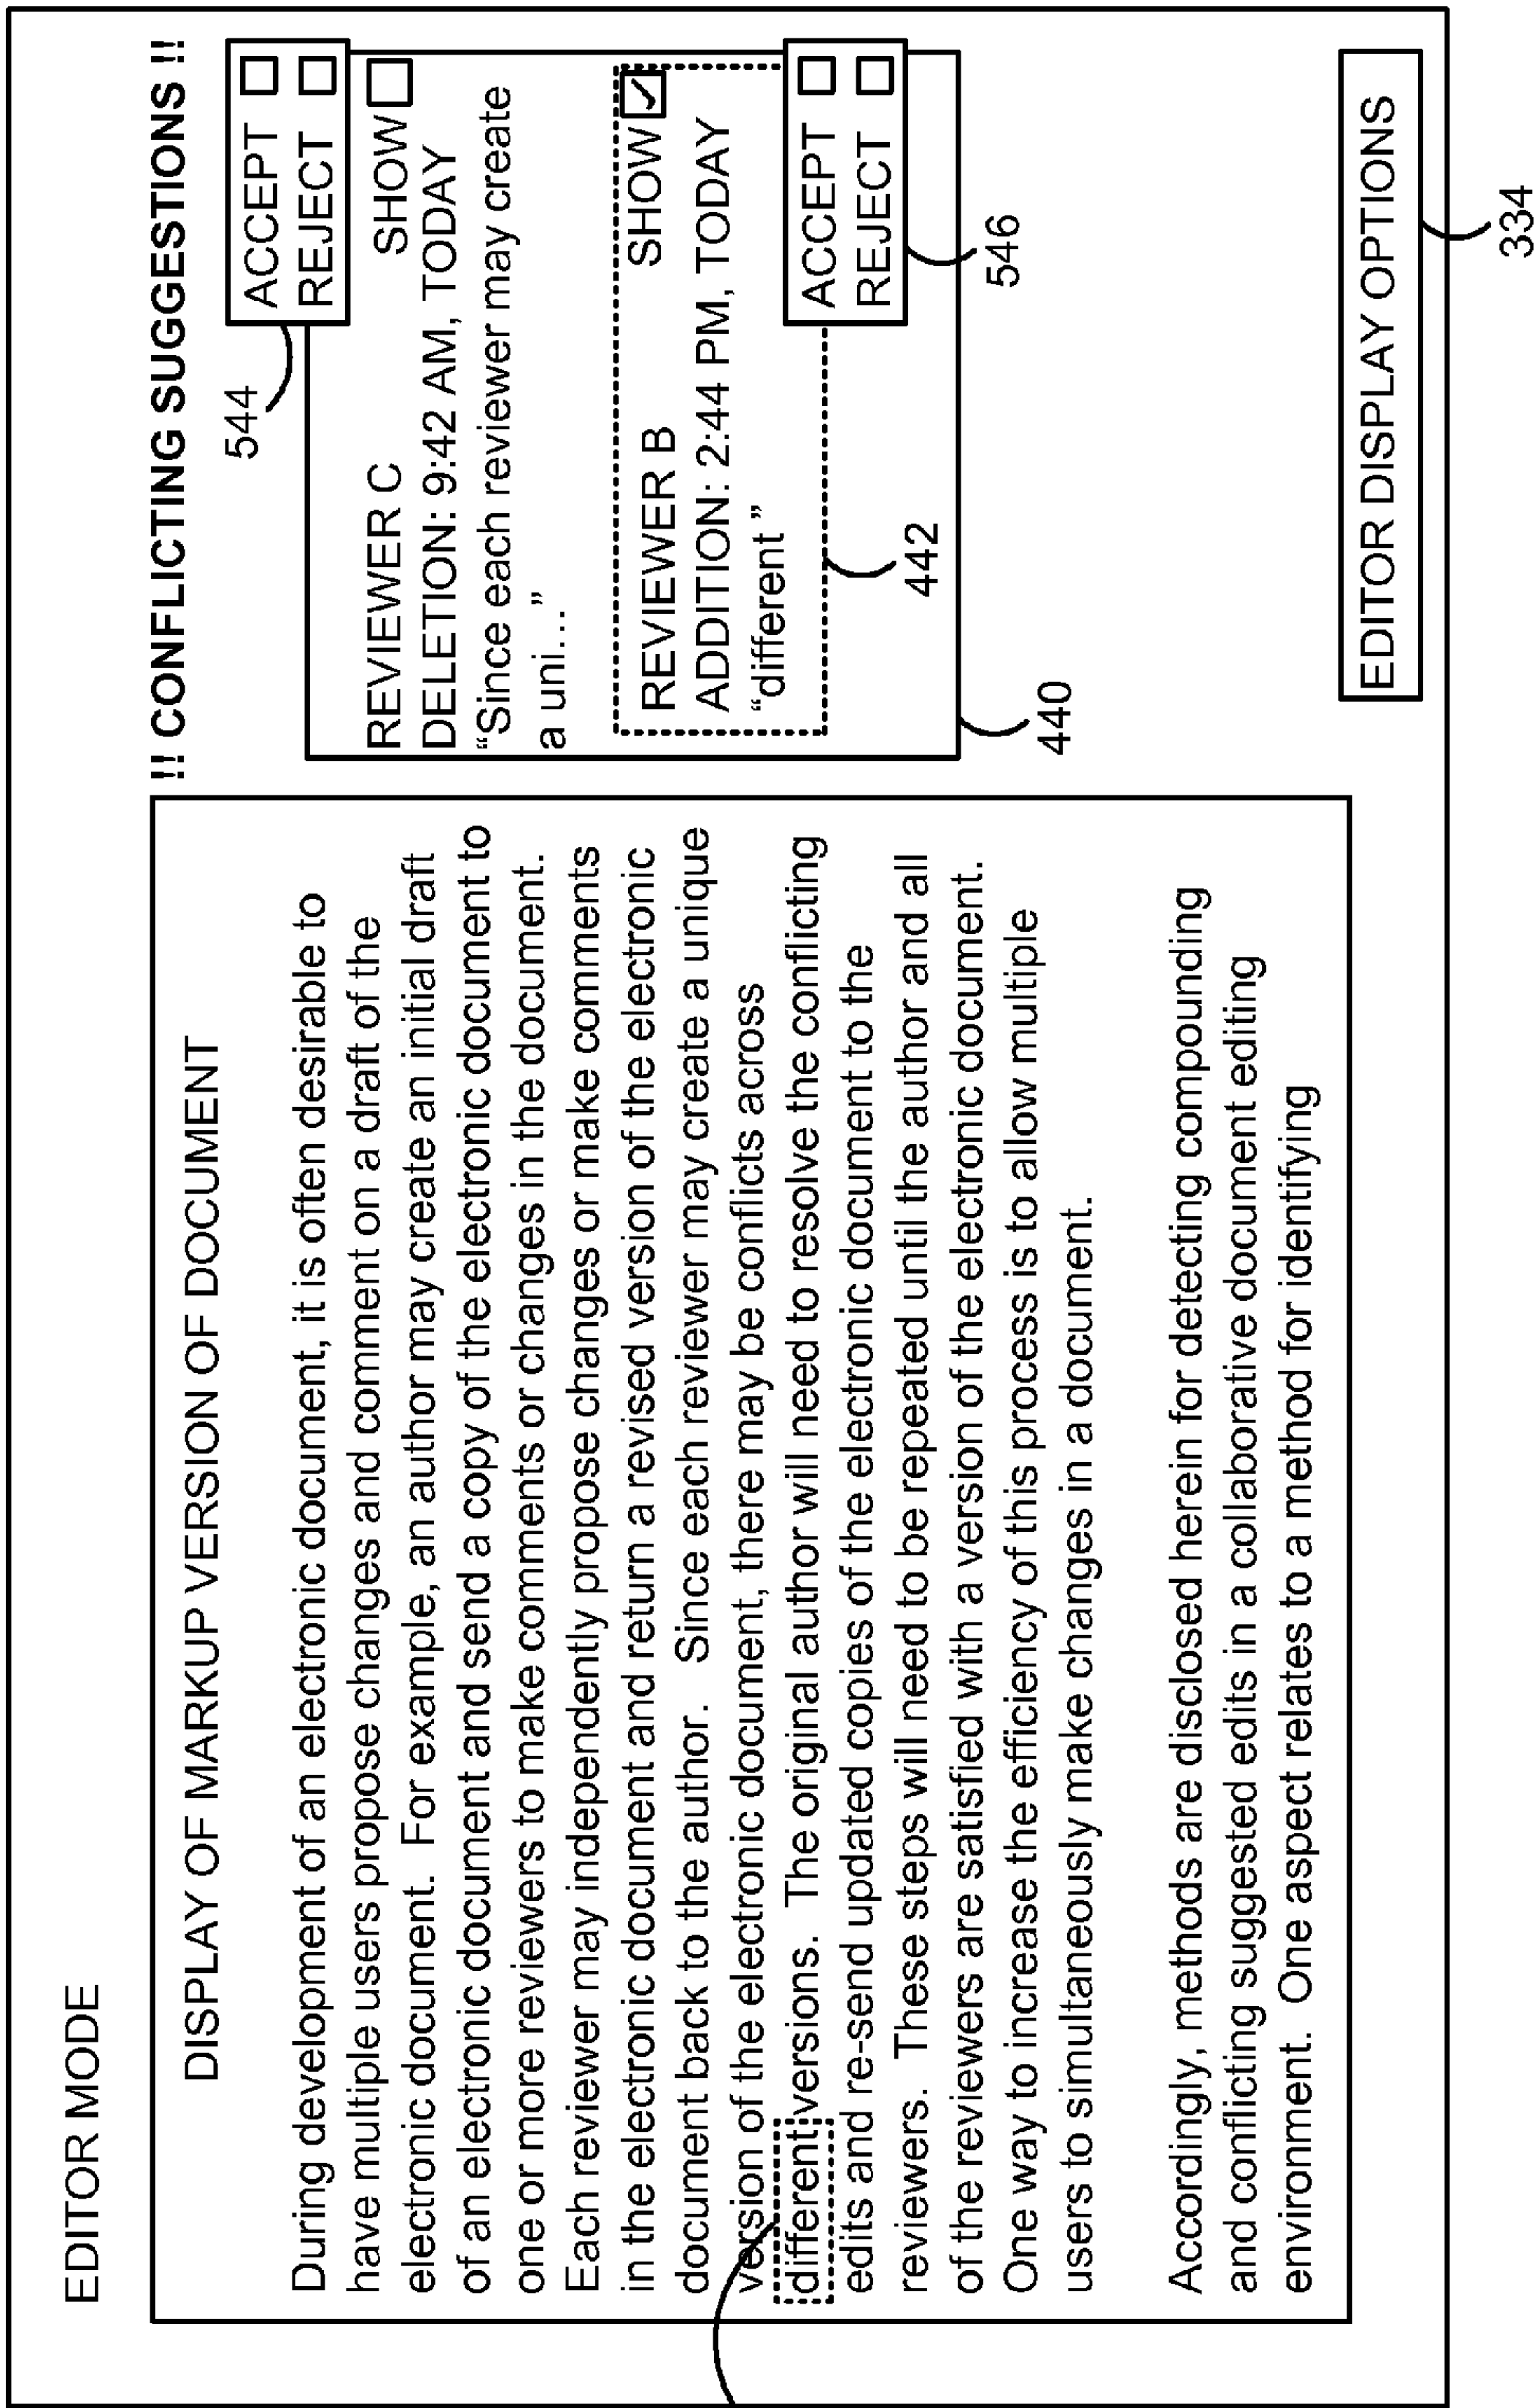 EDITOR MODE
DISPLAY OF MARKUP VERSION OF DOCUMENT
During development of an electronic document, it is often desirable to
have multiple users propose changes and comment on a draft of the
electronic document. For example, an author may create an initial draft
of an electronic document and send a copy of the electronic document to
one or more reviewers to make comments or changes in the document.
Each reviewer may independently propose changes or make comments
in the electronic document and return a revised version of the electronic
document back to the author. Since each reviewer may create a unique
version of the electronic document, there may be conflicts across
different versions. The original author will need to resolve the conflicting
edits and re-send updated copies of the electronic document to the
reviewers. These steps will need to be repeated until the author and all
of the reviewers are satisfied with a version of the electronic document.
One way to increase the efficiency of this process is to allow multiple
users to simultaneously make changes in a document.
Accordingly, methods are disclosed herein for detecting compounding
and conflicting suggested edits in a collaborative document editing
environment. One aspect relates to a method for identifying
!! CONFLICTING SUGGESTIONS !!
544
ACCEPT
REJECT
REVIEWER C SHOW
DELETION: 9:42 AM, TODAY
“Since each reviewer may create
a uni...”
REVIEWER B SHOW
ADDITION: 2:44 PM, TODAY
“different ”
ACCEPT
REJECT
442
546
440
EDITOR DISPLAY OPTIONS
334